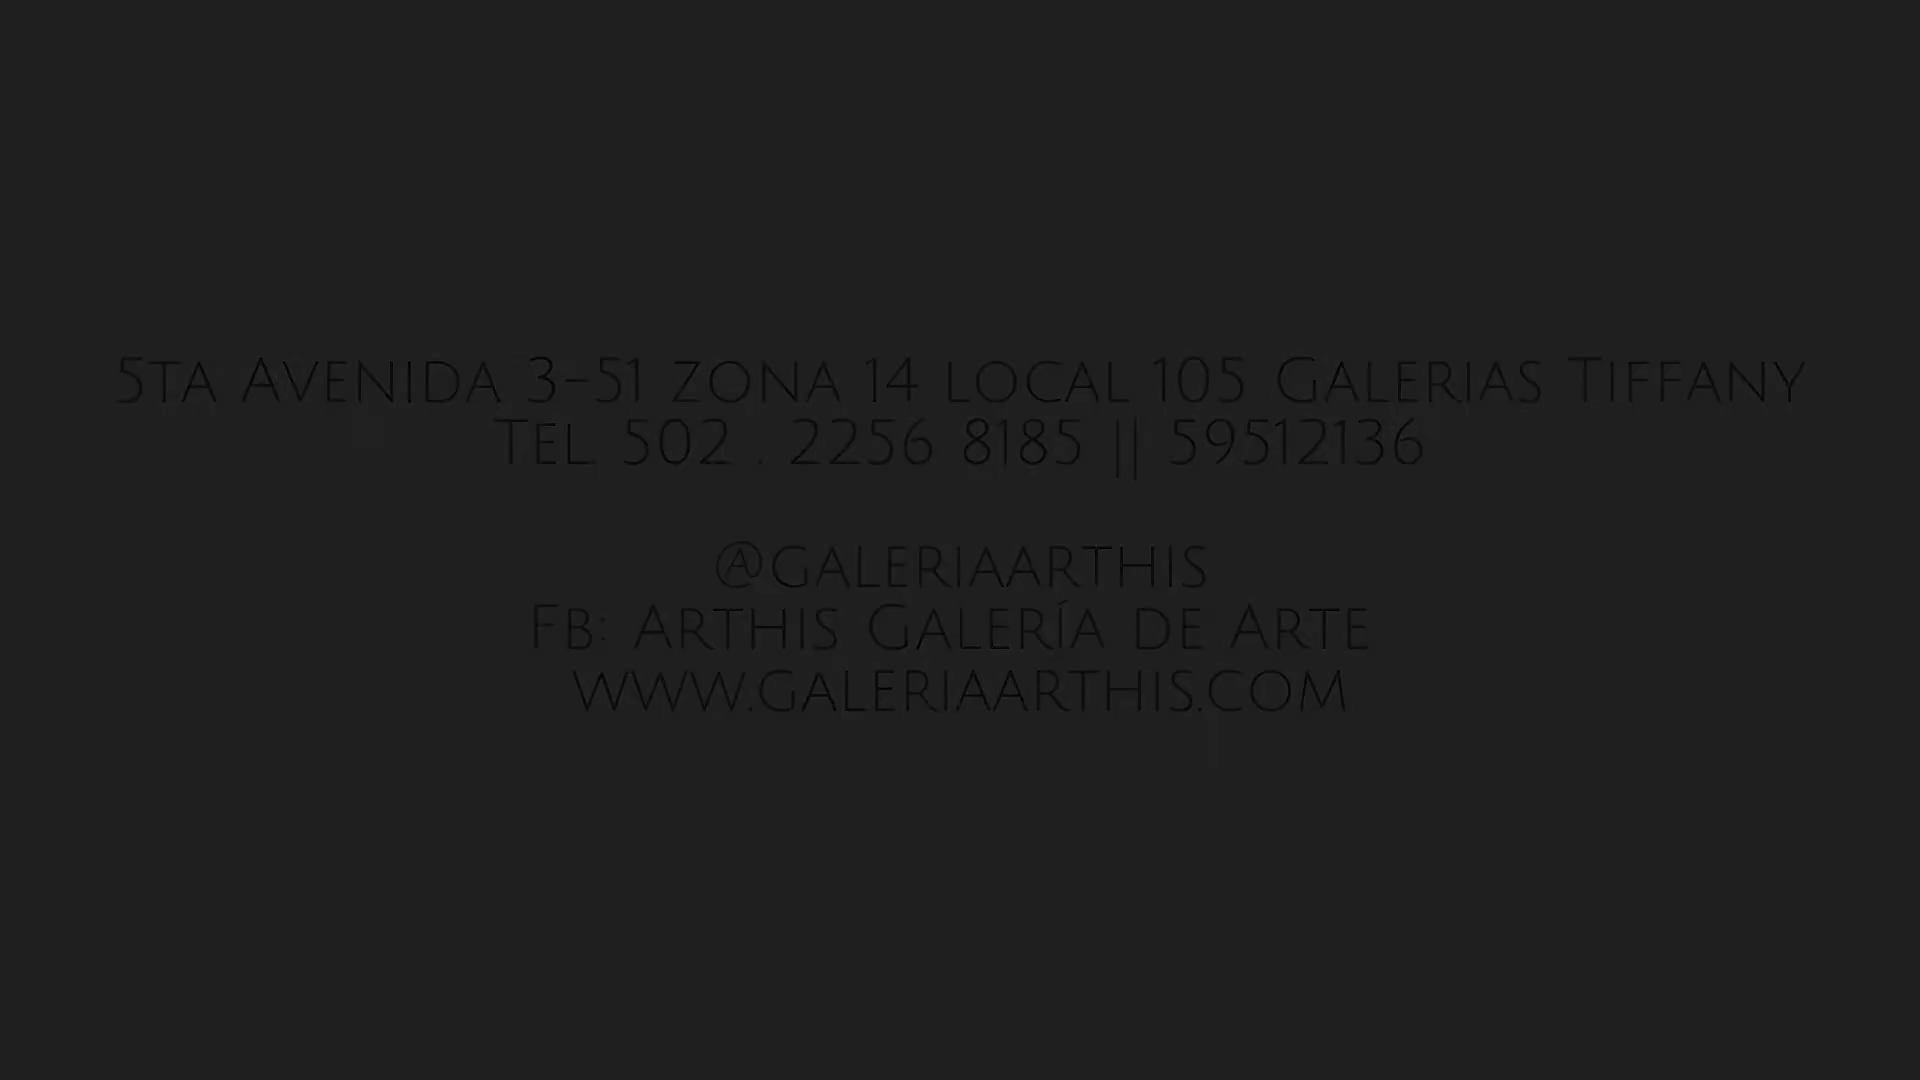 5ta Avenida 3-51 zona 14 local 105 Galerias Tiffany
Tel. 502 . 2256 8185 || 59512136
@galeriaarthis
Fb: Arthis Galería de Arte
www.galeriaarthis.com